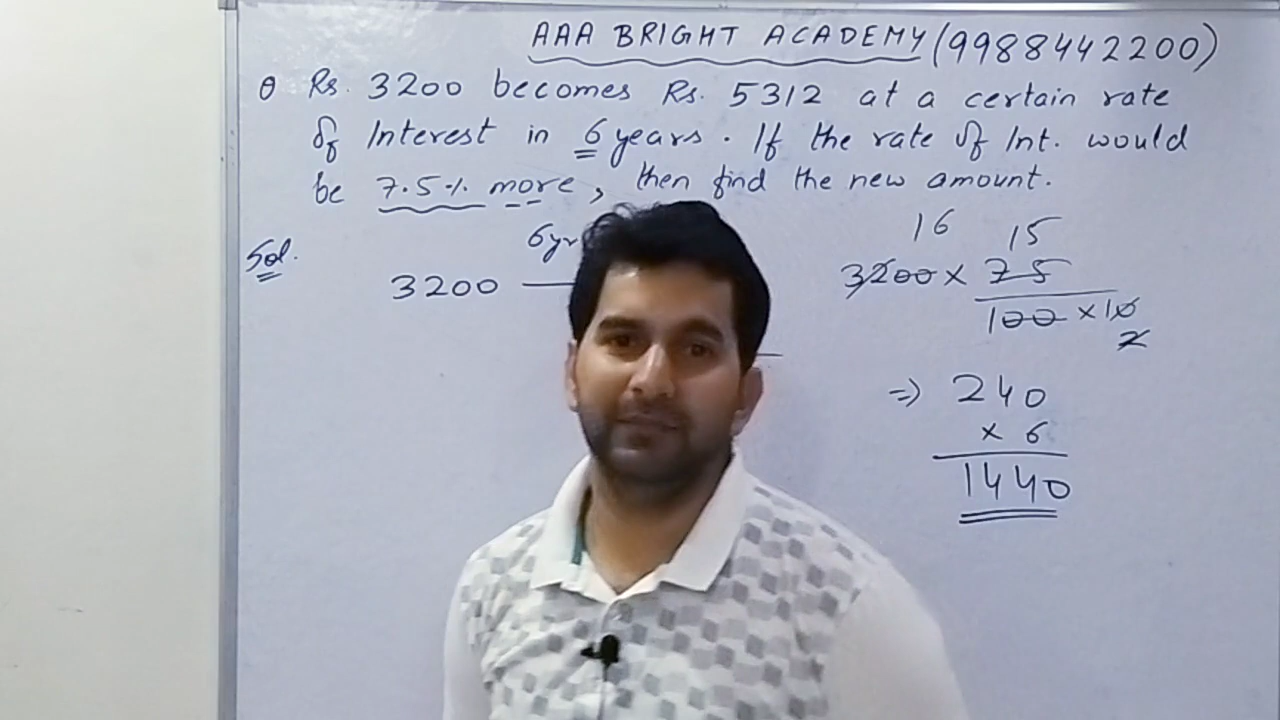 AAA BRIGHT ACADEMY (9988442200)
Q Rs. 3200 becomes Rs. 5312 at a certain rate
of Interest in 6 years. If the rate of Int. would
be 7.5% more, then find the new amount.
Sol.
6yr
3200
16 15
3200 x 75
100 x 10
2
=> 240
x 6
1440